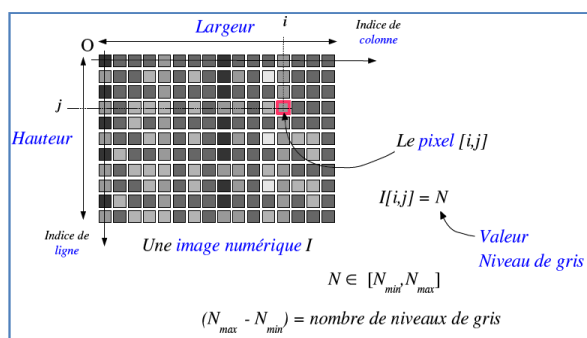 Largeur
i
Indice de
colonne
O
j
Hauteur
Le pixel [i,j]
I[i,j] = N
Indice de
ligne
Une image numérique I
Valeur
Niveau de gris
N ∈ [Nmin,Nmax]
(Nmax - Nmin) = nombre de niveaux de gris